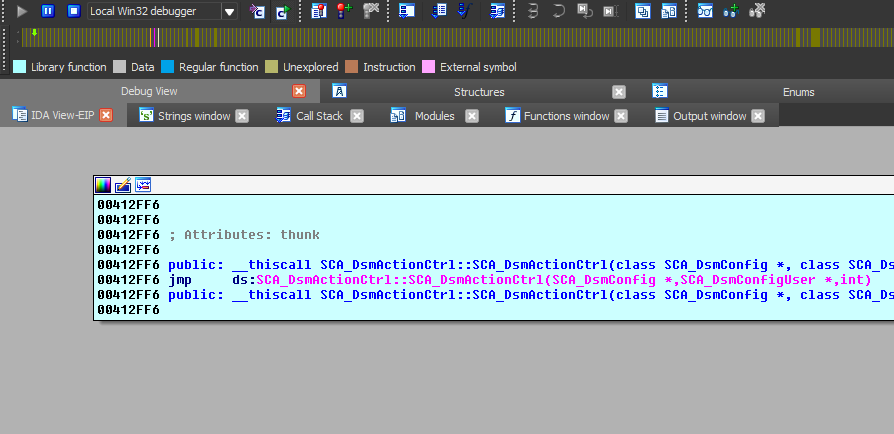 Local Win32 debugger
Library function Data Regular function Unexplored Instruction External symbol
Debug View Structures Enums
IDA View-EIP Strings window Call Stack Modules Functions window Output window
00412FF6
00412FF6
00412FF6 ; Attributes: thunk
00412FF6
00412FF6 public: __thiscall SCA_DsmActionCtrl::SCA_DsmActionCtrl(class SCA_DsmConfig *, class SCA_Ds
00412FF6 jmp ds:SCA_DsmActionCtrl::SCA_DsmActionCtrl(SCA_DsmConfig *,SCA_DsmConfigUser *,int)
00412FF6 public: __thiscall SCA_DsmActionCtrl::SCA_DsmActionCtrl(class SCA_DsmConfig *, class SCA_Ds
00412FF6